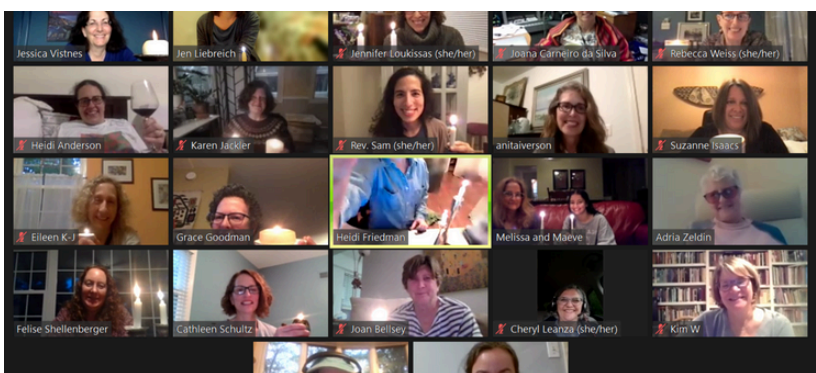 Jessica Vistnes
Jen Liebreich
Jennifer Loukissas (she/her)
Joana Carneiro da Silva
Rebecca Weiss (she/her)
Heidi Anderson
Karen Jackler
Rev. Sam (she/her)
anitaiverson
Suzanne Isaacs
Eileen K-J
Grace Goodman
Heidi Friedman
Melissa and Maeve
Adria Zeldin
Felise Shellenberger
Cathleen Schultz
Joan Bellsey
Cheryl Leanza (she/her)
Kim W